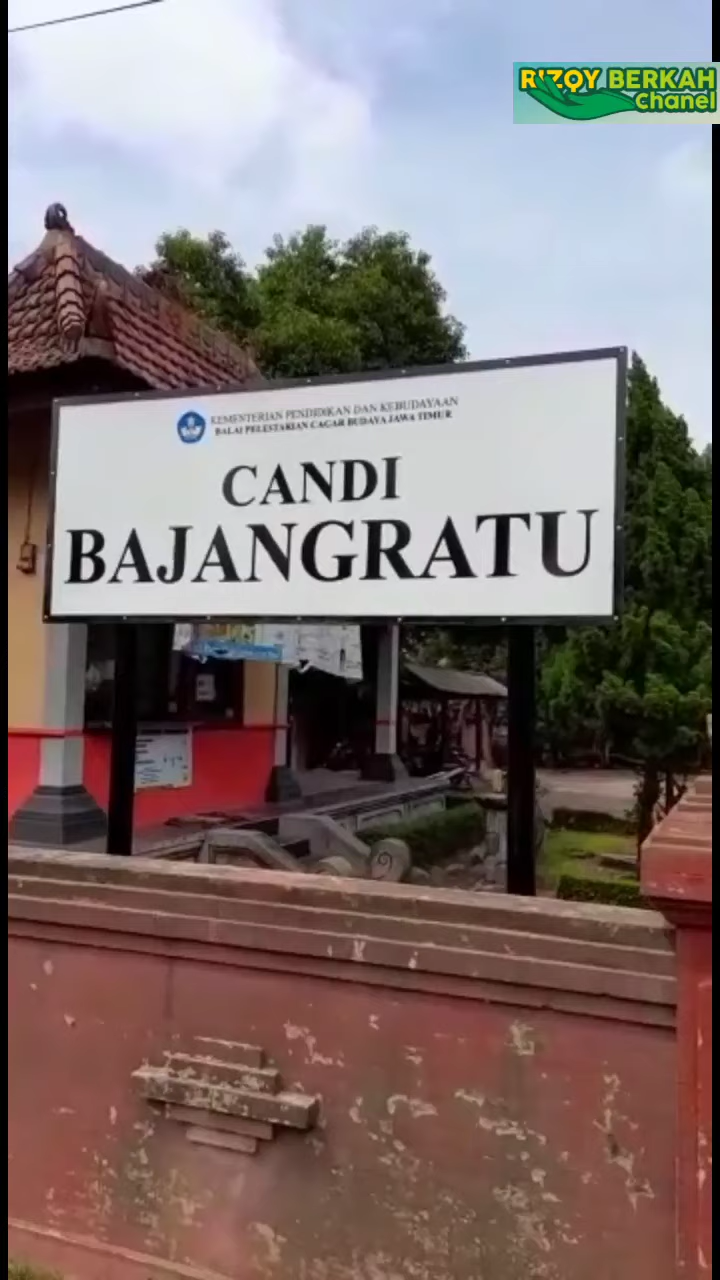 RIZQY BERKAH
Chanel
KEMENTERIAN PENDIDIKAN DAN KEBUDAYAAN
BALAI PELESTARIAN CAGAR BUDAYA JAWA TIMUR
CANDI
BAJANGRATU